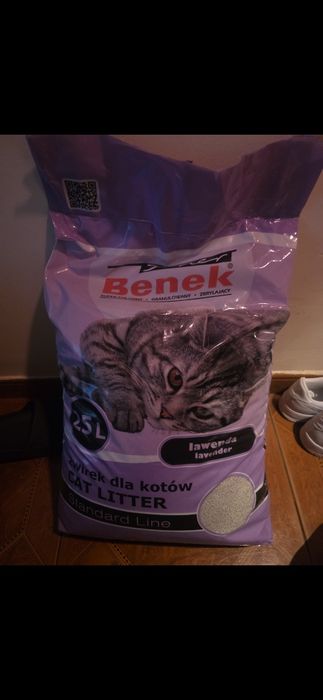 Super
Benek
25L
lawenda
lavender
żwirek dla kotów
CAT LITTER
Standard Line